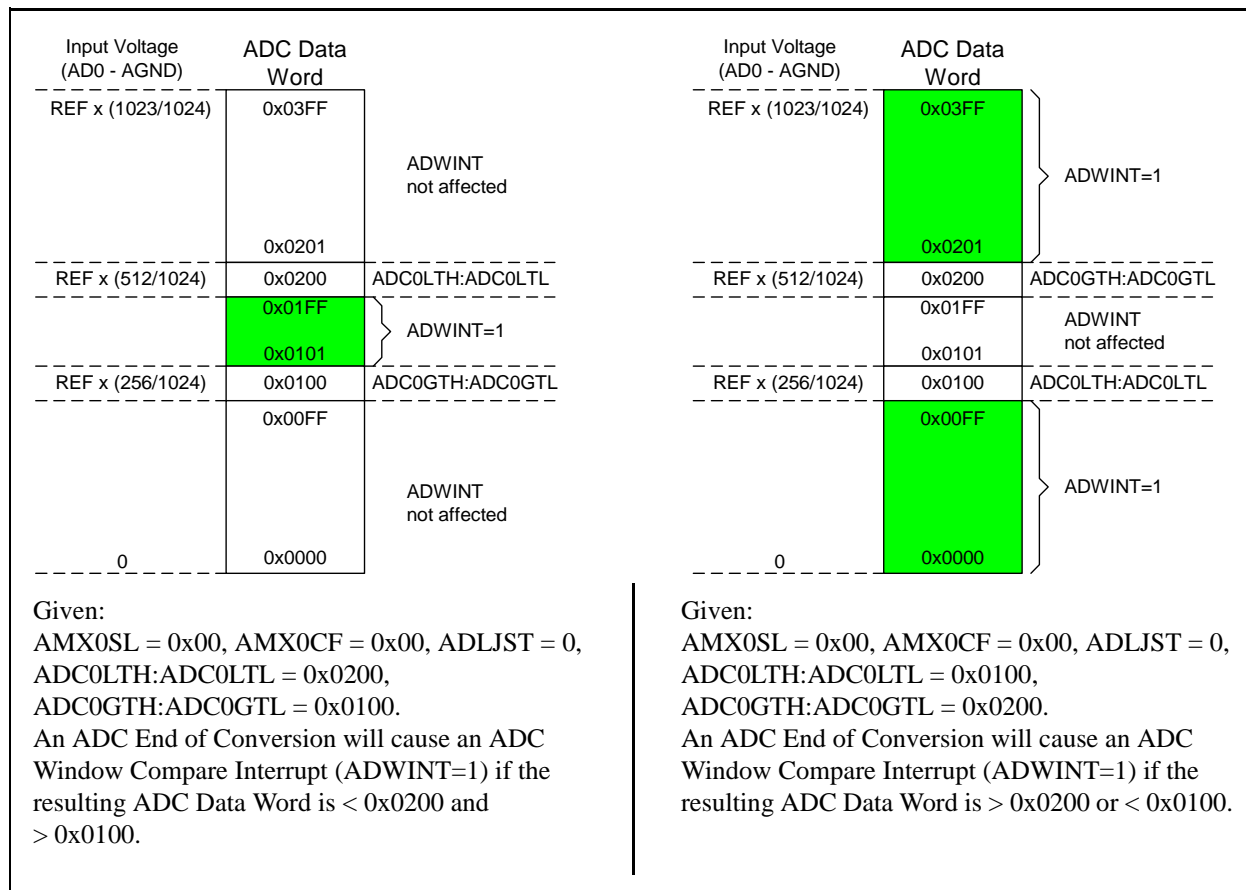 Input Voltage
(AD0 - AGND)
ADC Data
Word
REF x (1023/1024)
0x03FF
ADWINT
not affected
0x0201
REF x (512/1024)
0x0200
ADC0LTH:ADC0LTL
0x01FF
ADWINT=1
0x0101
REF x (256/1024)
0x0100
ADC0GTH:ADC0GTL
0x00FF
ADWINT
not affected
0
0x0000
Given:
AMX0SL = 0x00, AMX0CF = 0x00, ADLJST = 0,
ADC0LTH:ADC0LTL = 0x0200,
ADC0GTH:ADC0GTL = 0x0100.
An ADC End of Conversion will cause an ADC
Window Compare Interrupt (ADWINT=1) if the
resulting ADC Data Word is < 0x0200 and
> 0x0100.
Input Voltage
(AD0 - AGND)
ADC Data
Word
REF x (1023/1024)
0x03FF
ADWINT=1
0x0201
REF x (512/1024)
0x0200
ADC0GTH:ADC0GTL
0x01FF
ADWINT
not affected
0x0101
REF x (256/1024)
0x0100
ADC0LTH:ADC0LTL
0x00FF
ADWINT=1
0
0x0000
Given:
AMX0SL = 0x00, AMX0CF = 0x00, ADLJST = 0,
ADC0LTH:ADC0LTL = 0x0100,
ADC0GTH:ADC0GTL = 0x0200.
An ADC End of Conversion will cause an ADC
Window Compare Interrupt (ADWINT=1) if the
resulting ADC Data Word is > 0x0200 or < 0x0100.